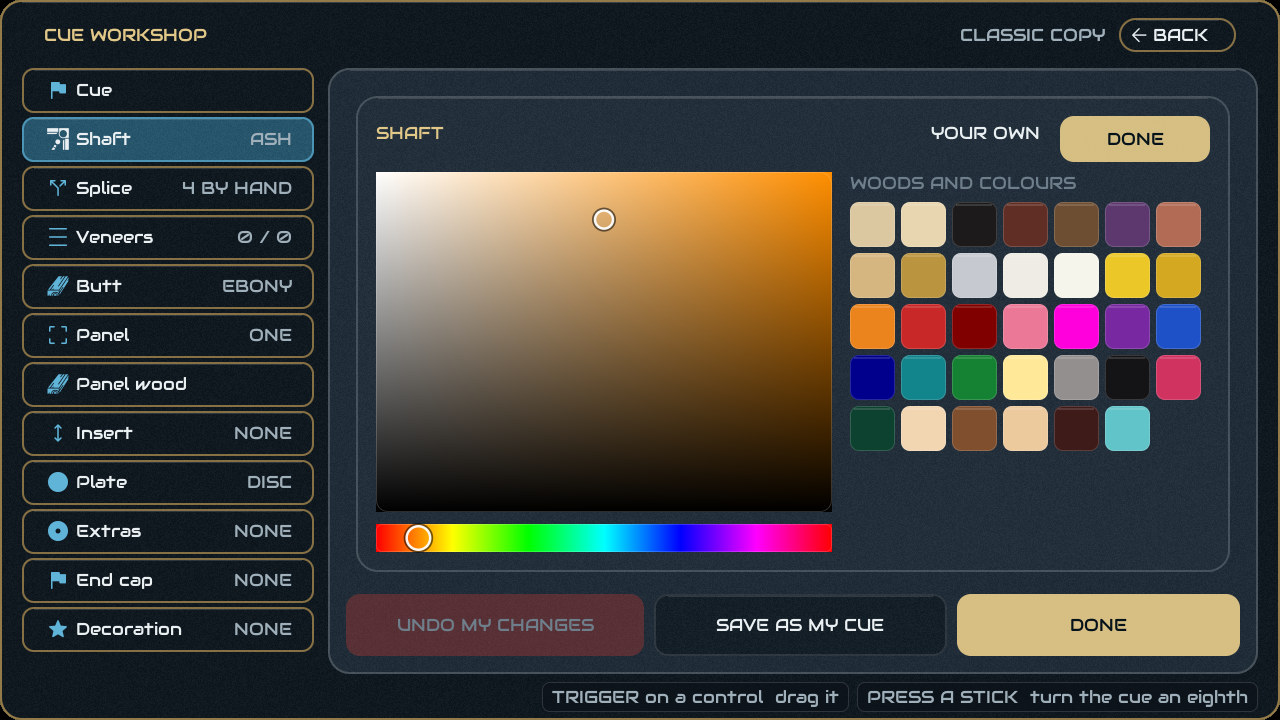 CUE WORKSHOP
CLASSIC COPY
← BACK
Cue
Shaft ASH
Splice 4 BY HAND
Veneers 0 / 0
Butt EBONY
Panel ONE
Panel wood
Insert NONE
Plate DISC
Extras NONE
End cap NONE
Decoration NONE
SHAFT
YOUR OWN
DONE
WOODS AND COLOURS
UNDO MY CHANGES
SAVE AS MY CUE
DONE
TRIGGER on a control drag it
PRESS A STICK turn the cue an eighth